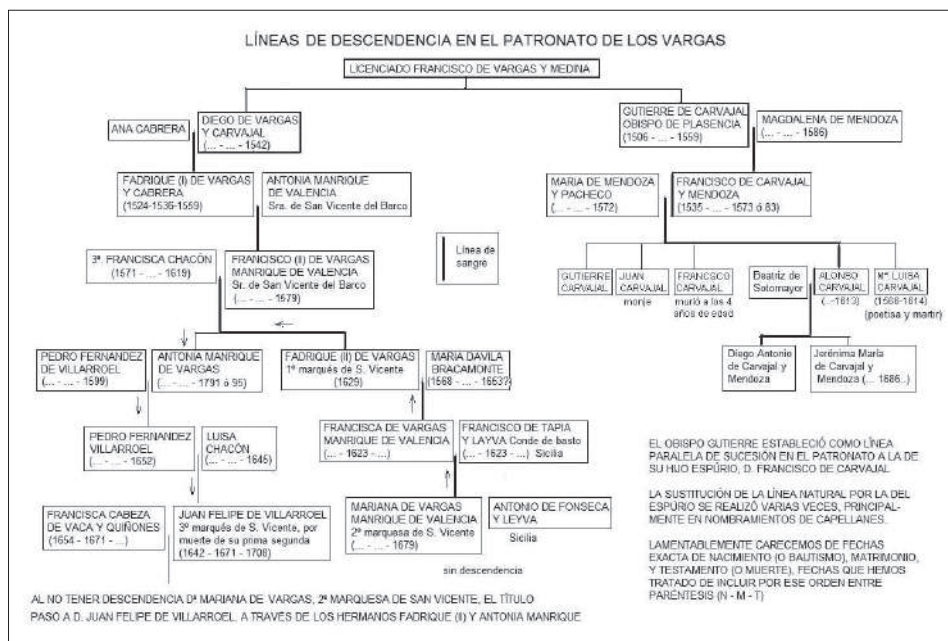 LÍNEAS DE DESCENDENCIA EN EL PATRONATO DE LOS VARGAS
LICENCIADO FRANCISCO DE VARGAS Y MEDINA
ANA CABRERA
DIEGO DE VARGAS
Y CARVAJAL
(... - ... - 1542)
GUTIERRE DE CARVAJAL
OBISPO DE PLASENCIA
(1506 - ... - 1559)
MAGDALENA DE MENDOZA
(... - ... - 1586)
FADRIQUE (I) DE VARGAS
Y CABRERA
(1524-1536-1559)
ANTONIA MANRIQUE
DE VALENCIA
Sra. de San Vicente del Barco
MARIA DE MENDOZA
Y PACHECO
(... - ... - 1572)
FRANCISCO DE CARVAJAL
Y MENDOZA
(1535 - ... - 1573 ó 83)
3ª. FRANCISCA CHACÓN
(1571 - ... - 1619)
FRANCISCO (II) DE VARGAS
MANRIQUE DE VALENCIA
Sr. de San Vicente del Barco
(... - ... - 1579)
Línea de
sangre
GUTIERRE
CARVAJAL
JUAN
CARVAJAL
monje
FRANCISCO
CARVAJAL
murió a las 4
años de edad
Beatriz de
Sotomayor
ALONSO
CARVAJAL
(...-1613)
Mª. LUISA
CARVAJAL
(1568-1614)
(poetisa y martir)
PEDRO FERNANDEZ
DE VILLARROEL
(... - ... - 1599)
ANTONIA MANRIQUE
DE VARGAS
(... - ... - 1791 ó 95)
FADRIQUE (II) DE VARGAS
1º marqués de S. Vicente
(1629)
MARIA DAVILA
BRACAMONTE
(1568 - ... - 1653?)
Diego Antonio
de Carvajal y
Mendoza
Jerónima María
de Carvajal y
Mendoza (... 1686..)
PEDRO FERNANDEZ
VILLARROEL
(... - ... - 1652)
LUISA
CHACÓN
(... - ... - 1645)
FRANCISCA DE VARGAS
MANRIQUE DE VALENCIA
(... - 1623 - ...)
FRANCISCO DE TAPIA
Y LEYVA Conde de basto
(... - 1623 - ...) Sicilia
EL OBISPO GUTIERRE ESTABLECIÓ COMO LÍNEA
PARALELA DE SUCESIÓN EN EL PATRONATO A LA DE
SU HIJO ESPÚRIO, D. FRANCISCO DE CARVAJAL
FRANCISCA CABEZA
DE VACA Y QUIÑONES
(1654 - 1671 - ...)
JUAN FELIPE DE VILLARROEL
3º marqués de S. Vicente, por
muerte de su prima segunda
(1642 - 1671 - 1708)
MARIANA DE VARGAS
MANRIQUE DE VALENCIA
2ª marquesa de S. Vicente
(... - 1679)
ANTONIO DE FONSECA
Y LEYVA
Sicilia
LA SUSTITUCIÓN DE LA LÍNEA NATURAL POR LA DEL
ESPÚRIO SE REALIZÓ VARIAS VECES, PRINCIPAL-
MENTE EN NOMBRAMIENTOS DE CAPELLANES.
sin descendencia
LAMENTABLEMENTE CARECEMOS DE FECHAS
EXACTA DE NACIMIENTO (O BAUTISMO), MATRIMONIO,
Y TESTAMENTO (O MUERTE), FECHAS QUE HEMOS
TRATADO DE INCLUIR POR ESE ORDEN ENTRE
PARÉNTESIS (N - M - T)
AL NO TENER DESCENDENCIA Dª MARIANA DE VARGAS, 2ª MARQUESA DE SAN VICENTE, EL TÍTULO
PASO A D. JUAN FELIPE DE VILLARROEL, A TRAVÉS DE LOS HERMANOS FADRIQUE (II) Y ANTONIA MANRIQUE